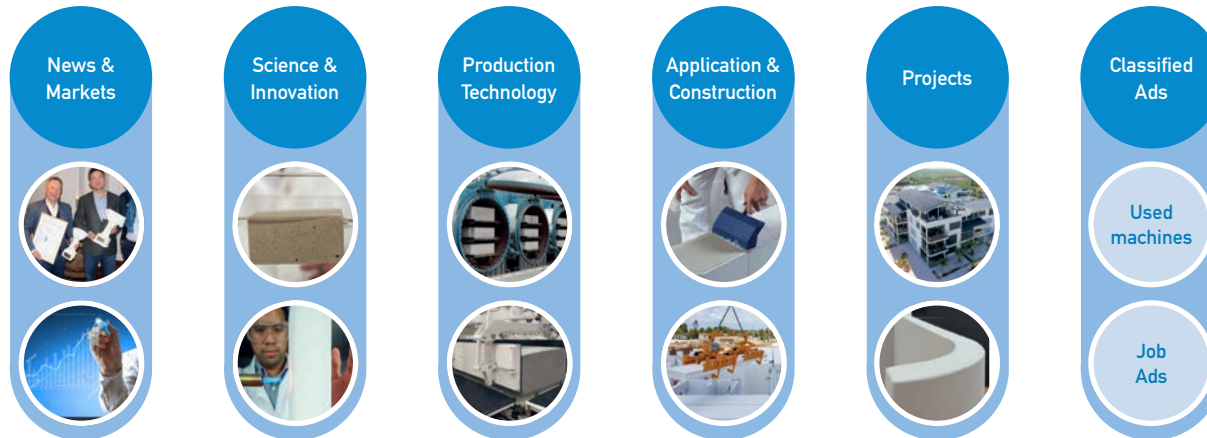 News &
Markets
Science &
Innovation
Production
Technology
Application &
Construction
Projects
Classified
Ads
Used
machines
Job
Ads